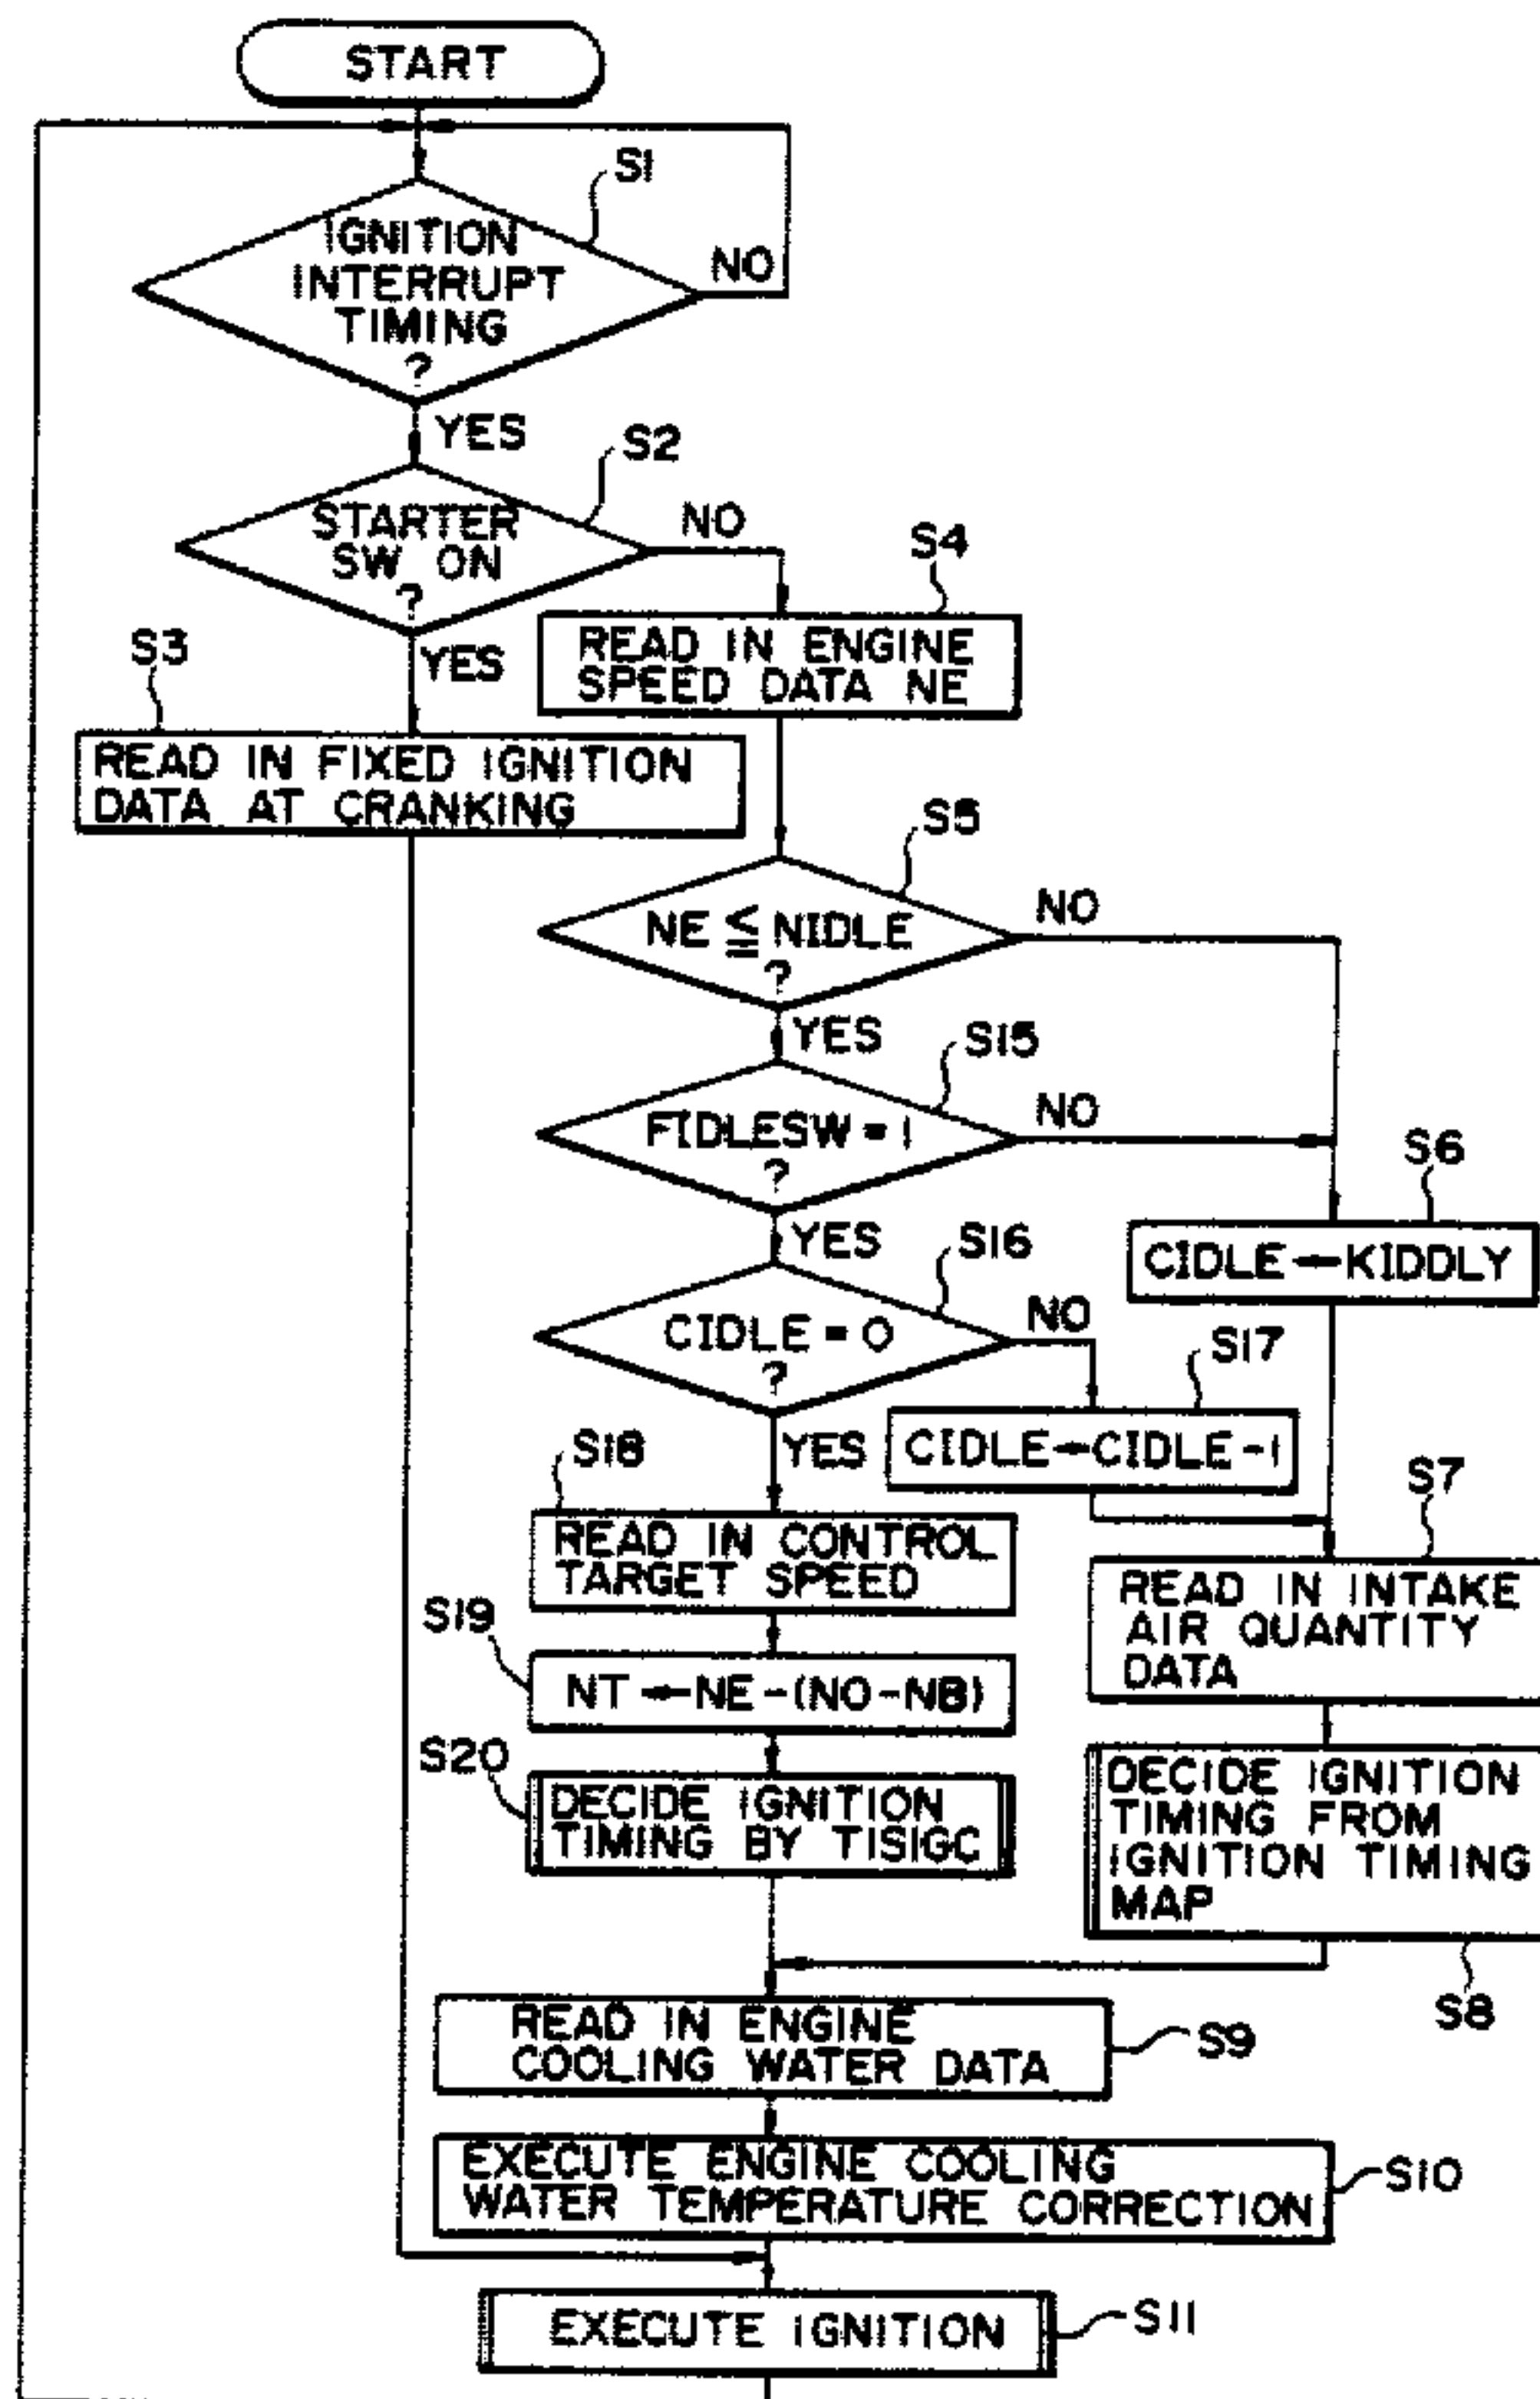 START
S1
IGNITION
INTERRUPT
TIMING
?
NO
YES
S2
STARTER
SW ON
?
NO
YES
S4
READ IN ENGINE
SPEED DATA NE
S3
READ IN FIXED IGNITION
DATA AT CRANKING
S5
NE ≦ NIDLE
?
NO
YES
S15
FIDLESW = 1
?
NO
YES
S6
CIDLE ← KIDDLY
S16
CIDLE = 0
?
NO
YES
S17
CIDLE ← CIDLE - 1
S18
READ IN CONTROL
TARGET SPEED
S7
READ IN INTAKE
AIR QUANTITY
DATA
S19
NT ← NE - (NO - NB)
S20
DECIDE IGNITION
TIMING BY TISIGC
DECIDE IGNITION
TIMING FROM
IGNITION TIMING
MAP
S8
READ IN ENGINE
COOLING WATER DATA
S9
EXECUTE ENGINE COOLING
WATER TEMPERATURE CORRECTION
S10
EXECUTE IGNITION
S11